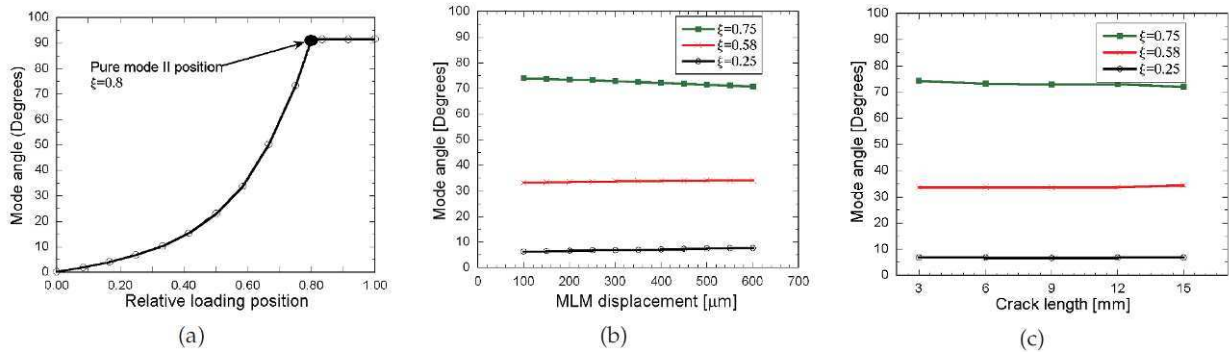 100
90
80
70
60
50
40
30
20
10
0
Mode angle (Degrees)
Pure mode II position
ξ=0.8
0.00 0.20 0.40 0.60 0.80 1.00
Relative loading position
(a)
100
90
80
70
60
50
40
30
20
10
0
Mode angle [Degrees]
ξ=0.75
ξ=0.58
ξ=0.25
0 100 200 300 400 500 600 700
MLM displacement [μm]
(b)
100
90
80
70
60
50
40
30
20
10
0
Mode angle [Degrees]
ξ=0.75
ξ=0.58
ξ=0.25
3 6 9 12 15
Crack length [mm]
(c)